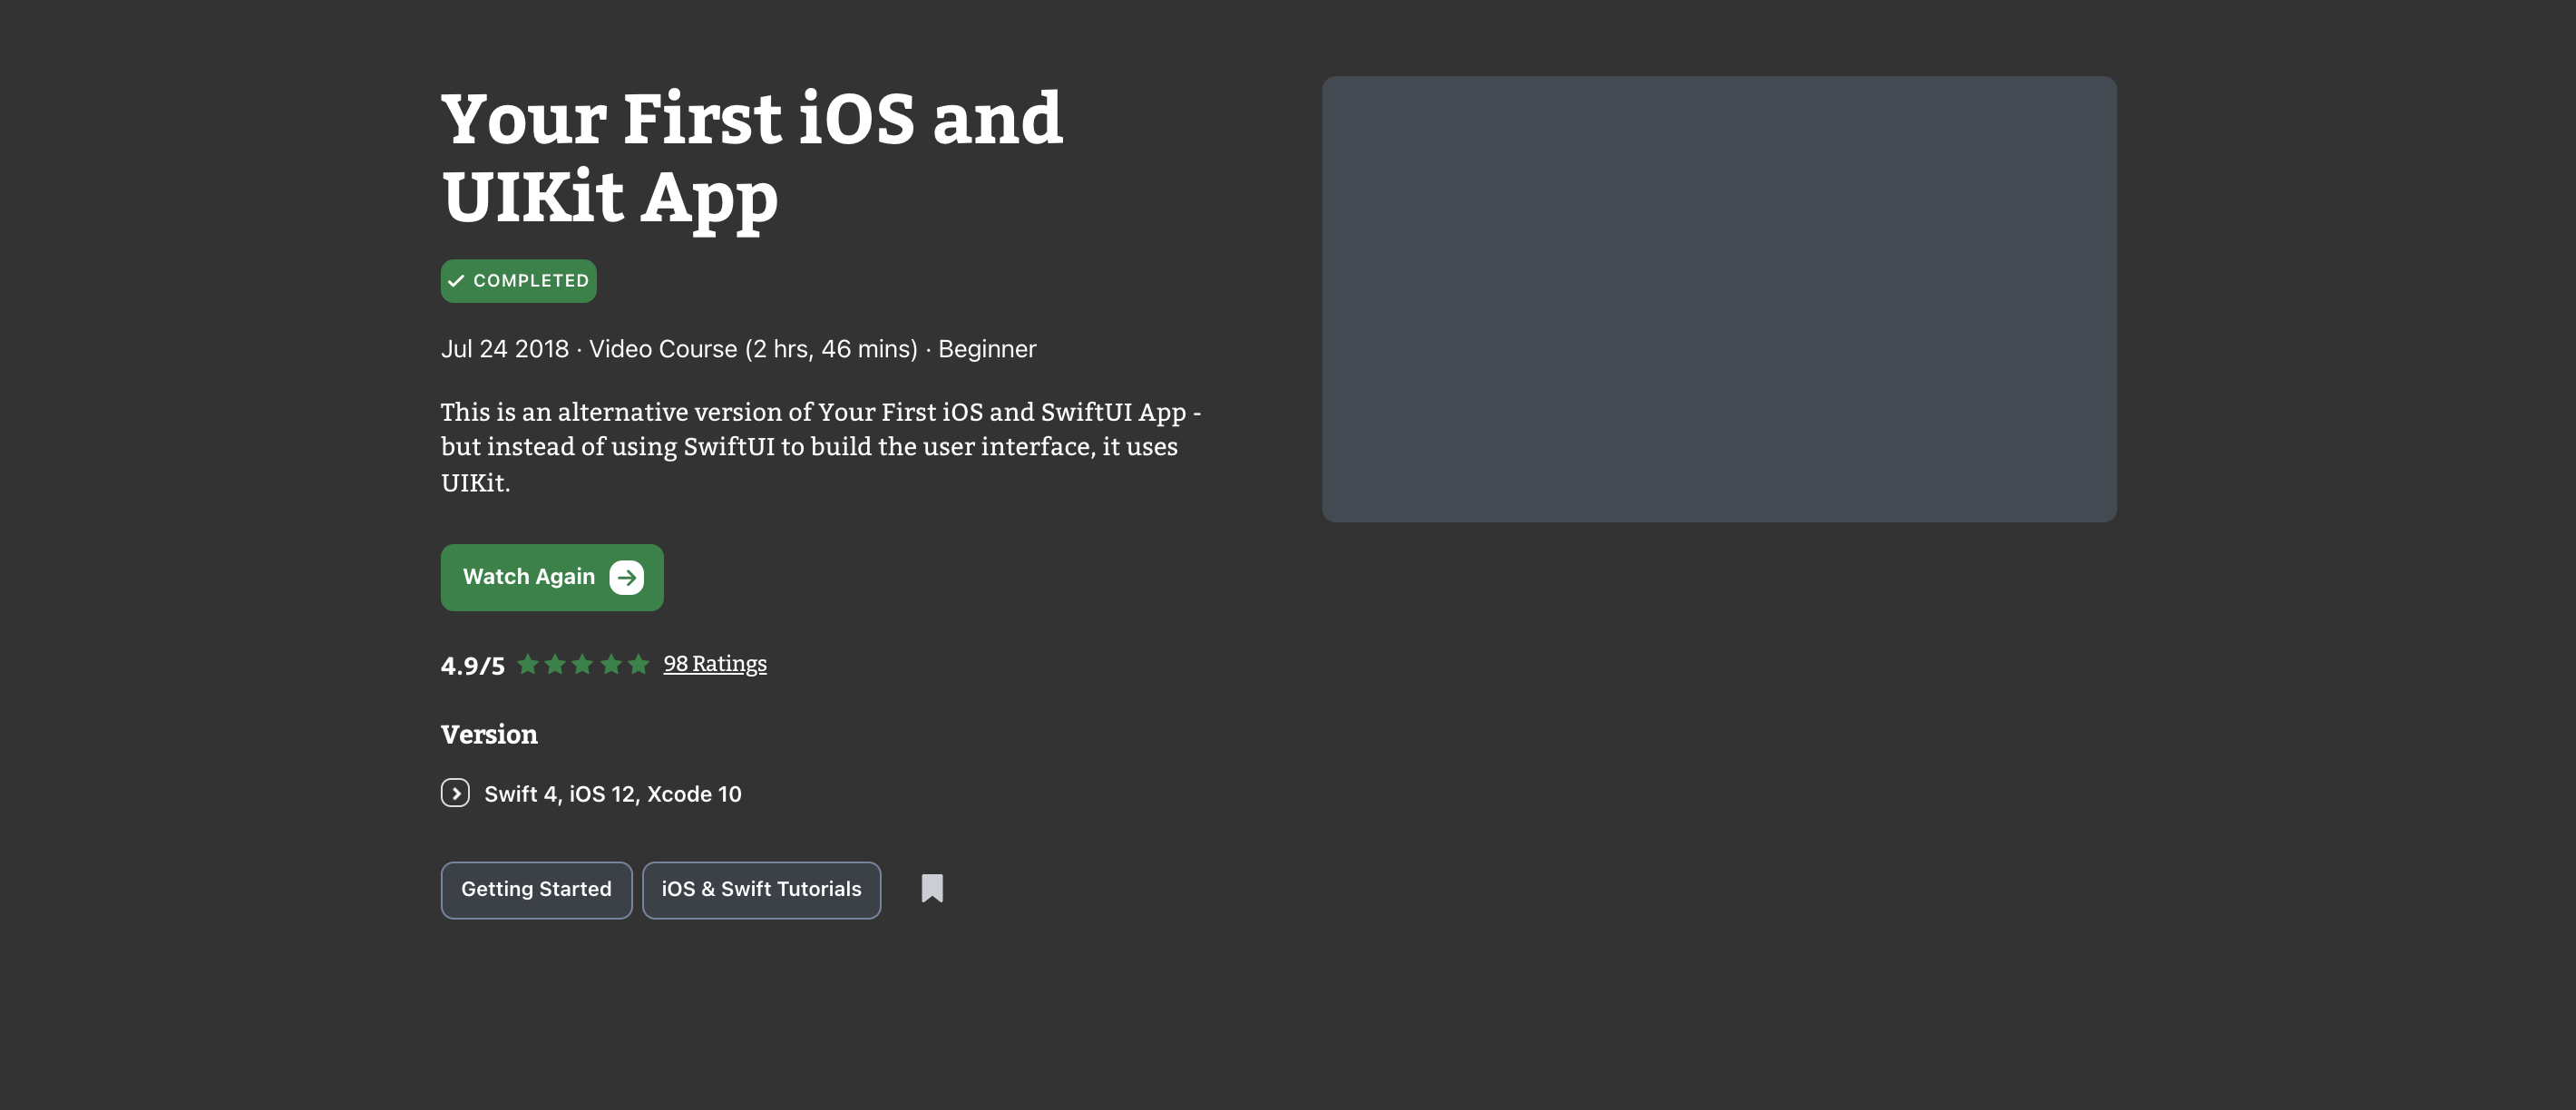 Your First iOS and
UIKit App
COMPLETED
Jul 24 2018 · Video Course (2 hrs, 46 mins) · Beginner
This is an alternative version of Your First iOS and SwiftUI App -
but instead of using SwiftUI to build the user interface, it uses
UIKit.
Watch Again
4.9/5 98 Ratings
Version
Swift 4, iOS 12, Xcode 10
Getting Started iOS & Swift Tutorials